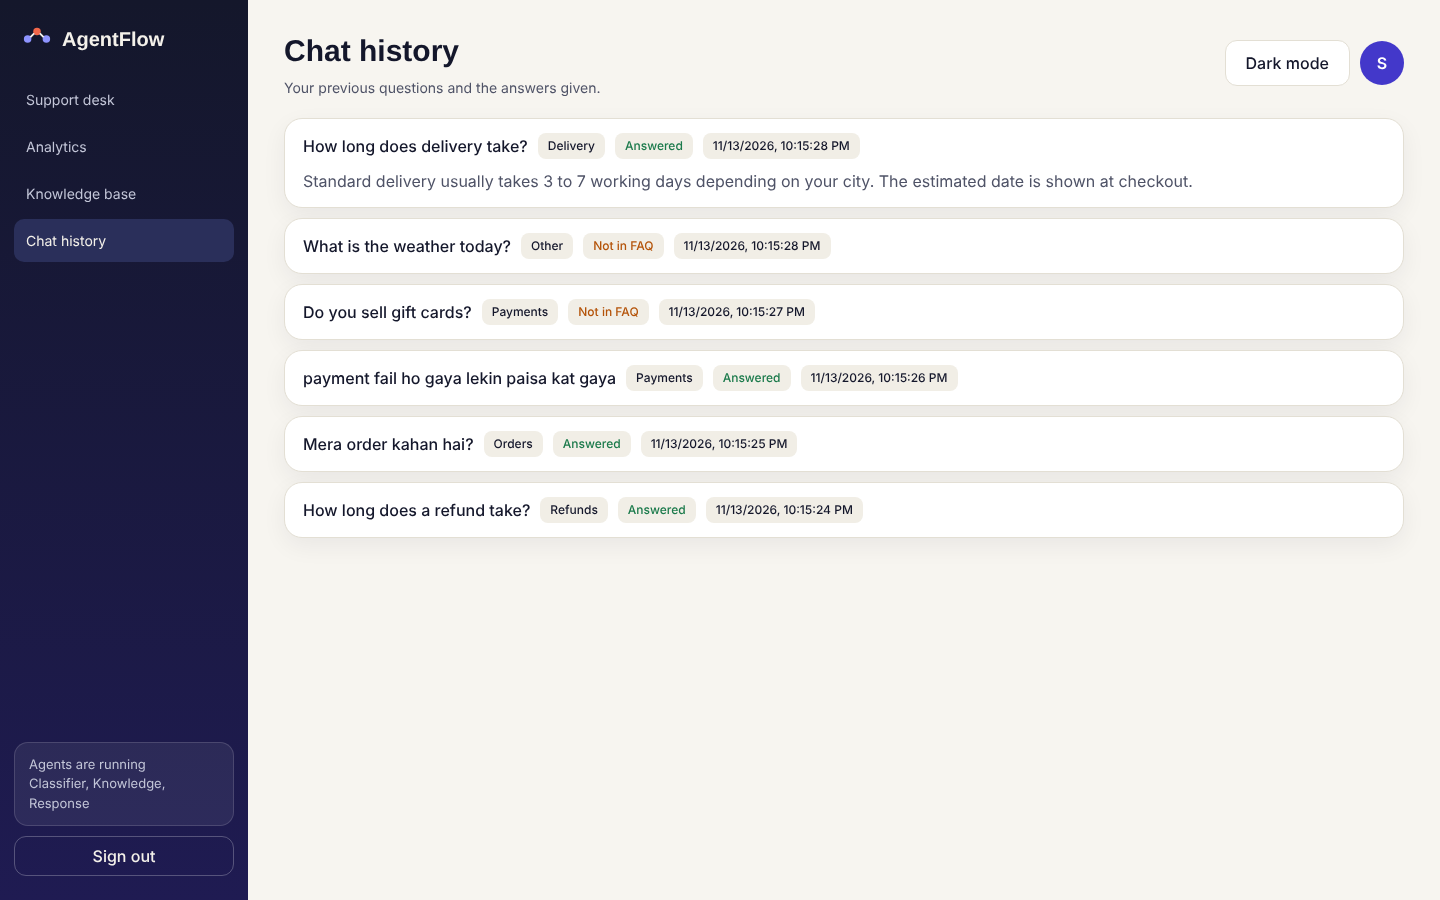 AgentFlow
Support desk
Analytics
Knowledge base
Chat history
Agents are running
Classifier, Knowledge,
Response
Sign out
Chat history
Your previous questions and the answers given.
Dark mode
S
How long does delivery take? Delivery Answered 11/13/2026, 10:15:28 PM
Standard delivery usually takes 3 to 7 working days depending on your city. The estimated date is shown at checkout.
What is the weather today? Other Not in FAQ 11/13/2026, 10:15:28 PM
Do you sell gift cards? Payments Not in FAQ 11/13/2026, 10:15:27 PM
payment fail ho gaya lekin paisa kat gaya Payments Answered 11/13/2026, 10:15:26 PM
Mera order kahan hai? Orders Answered 11/13/2026, 10:15:25 PM
How long does a refund take? Refunds Answered 11/13/2026, 10:15:24 PM